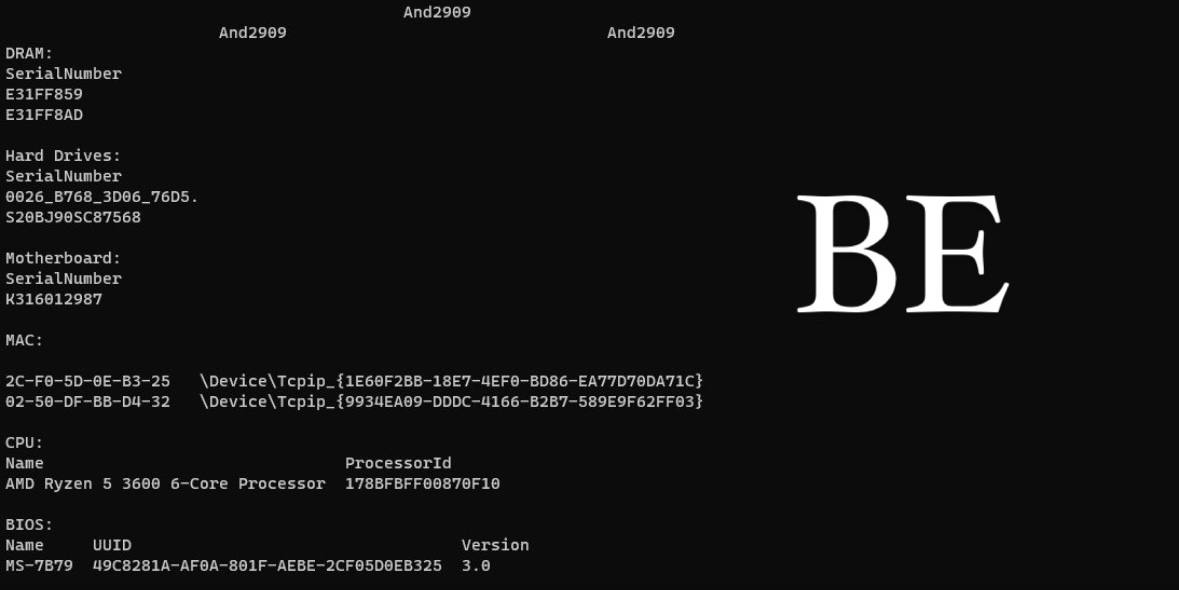 And2909
And2909 And2909
DRAM:
SerialNumber
E31FF859
E31FF8AD
Hard Drives:
SerialNumber
0026_B768_3D06_76D5.
S20BJ90SC87568
Motherboard:
SerialNumber
K316012987
MAC:
2C-F0-5D-0E-B3-25 \Device\Tcpip_{1E60F2BB-18E7-4EF0-BD86-EA77D70DA71C}
02-50-DF-BB-D4-32 \Device\Tcpip_{9934EA09-DDDC-4166-B2B7-589E9F62FF03}
CPU:
Name ProcessorId
AMD Ryzen 5 3600 6-Core Processor 178BFBFF00870F10
BIOS:
Name UUID Version
MS-7B79 49C8281A-AF0A-801F-AEBE-2CF05D0EB325 3.0
BE